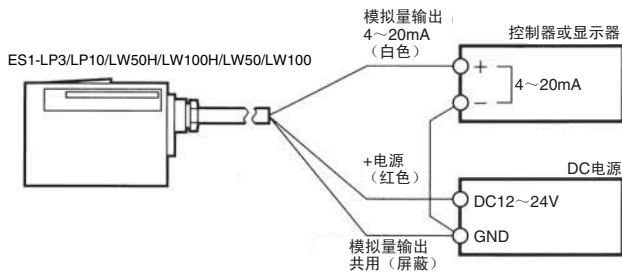 模拟量输出
4～20mA
（白色）
控制器或显示器
ES1-LP3/LP10/LW50H/LW100H/LW50/LW100
+
4～20mA
−
+电源
（红色）
DC电源
DC12～24V
GND
模拟量输出
共用（屏蔽）